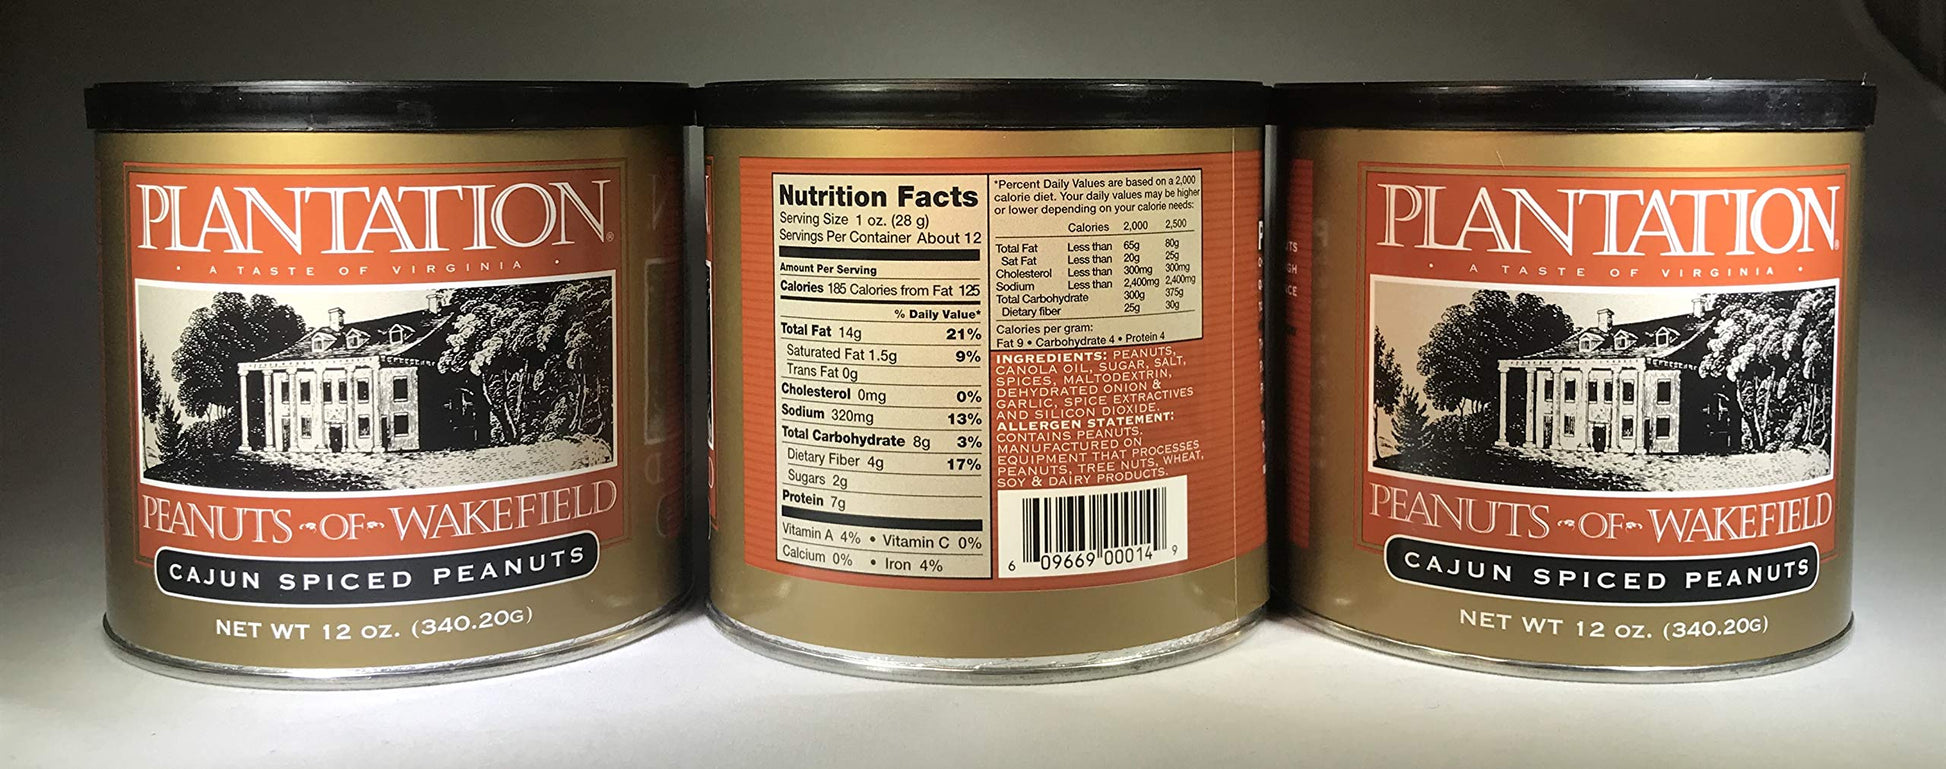 PLANTATION®
• A TASTE OF VIRGINIA •
PEANUTS OF WAKEFIELD
CAJUN SPICED PEANUTS
NET WT 12 OZ. (340.20G)
Nutrition Facts
Serving Size 1 oz. (28 g)
Servings Per Container About 12
Amount Per Serving
Calories 185 Calories from Fat 125
% Daily Value*
Total Fat 14g 21%
Saturated Fat 1.5g 9%
Trans Fat 0g
Cholesterol 0mg 0%
Sodium 320mg 13%
Total Carbohydrate 8g 3%
Dietary Fiber 4g 17%
Sugars 2g
Protein 7g
Vitamin A 4% • Vitamin C 0%
Calcium 0% • Iron 4%
*Percent Daily Values are based on a 2,000
calorie diet. Your daily values may be higher
or lower depending on your calorie needs:
Calories 2,000 2,500
Total Fat Less than 65g 80g
Sat Fat Less than 20g 25g
Cholesterol Less than 300mg 300mg
Sodium Less than 2,400mg 2,400mg
Total Carbohydrate 300g 375g
Dietary fiber 25g 30g
Calories per gram:
Fat 9 • Carbohydrate 4 • Protein 4
INGREDIENTS: PEANUTS,
CANOLA OIL, SUGAR, SALT,
SPICES, MALTODEXTRIN,
DEHYDRATED ONION &
GARLIC, SPICE EXTRACTIVES
AND SILICON DIOXIDE.
ALLERGEN STATEMENT:
CONTAINS PEANUTS.
MANUFACTURED ON
EQUIPMENT THAT PROCESSES
PEANUTS, TREE NUTS, WHEAT,
SOY & DAIRY PRODUCTS.
6 09669 00014 9
PLANTATION®
• A TASTE OF VIRGINIA •
PEANUTS OF WAKEFIELD
CAJUN SPICED PEANUTS
NET WT 12 OZ. (340.20G)